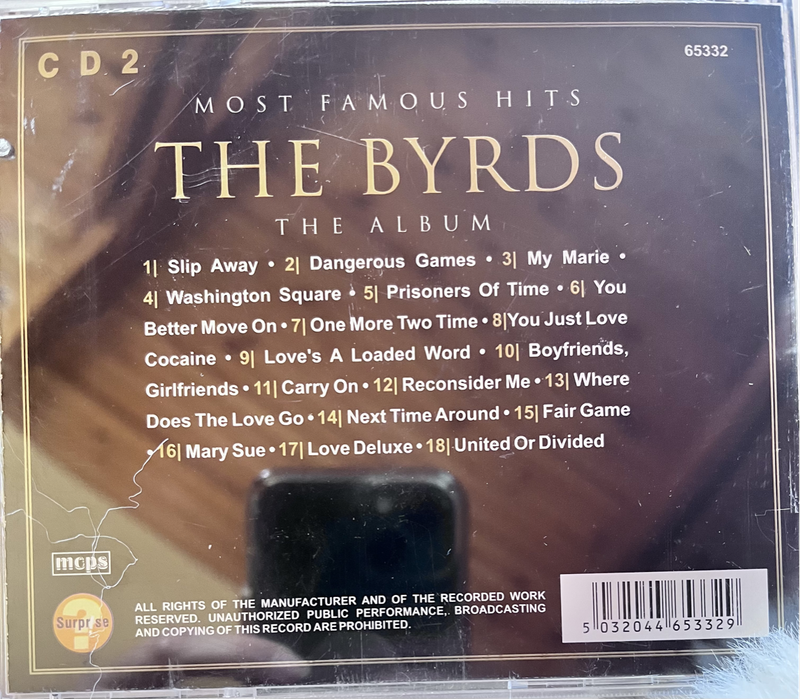 CD 2
65332
MOST FAMOUS HITS
THE BYRDS
THE ALBUM
1| Slip Away • 2| Dangerous Games • 3| My Marie •
4| Washington Square • 5| Prisoners Of Time • 6| You
Better Move On • 7| One More Two Time • 8|You Just Love
Cocaine • 9| Love's A Loaded Word • 10| Boyfriends,
Girlfriends • 11| Carry On • 12| Reconsider Me • 13| Where
Does The Love Go • 14| Next Time Around • 15| Fair Game
• 16| Mary Sue • 17| Love Deluxe • 18| United Or Divided
mcps
Surprise
?
ALL RIGHTS OF THE MANUFACTURER AND OF THE RECORDED WORK
RESERVED. UNAUTHORIZED PUBLIC PERFORMANCE, BROADCASTING
AND COPYING OF THIS RECORD ARE PROHIBITED.
5 032044 653329